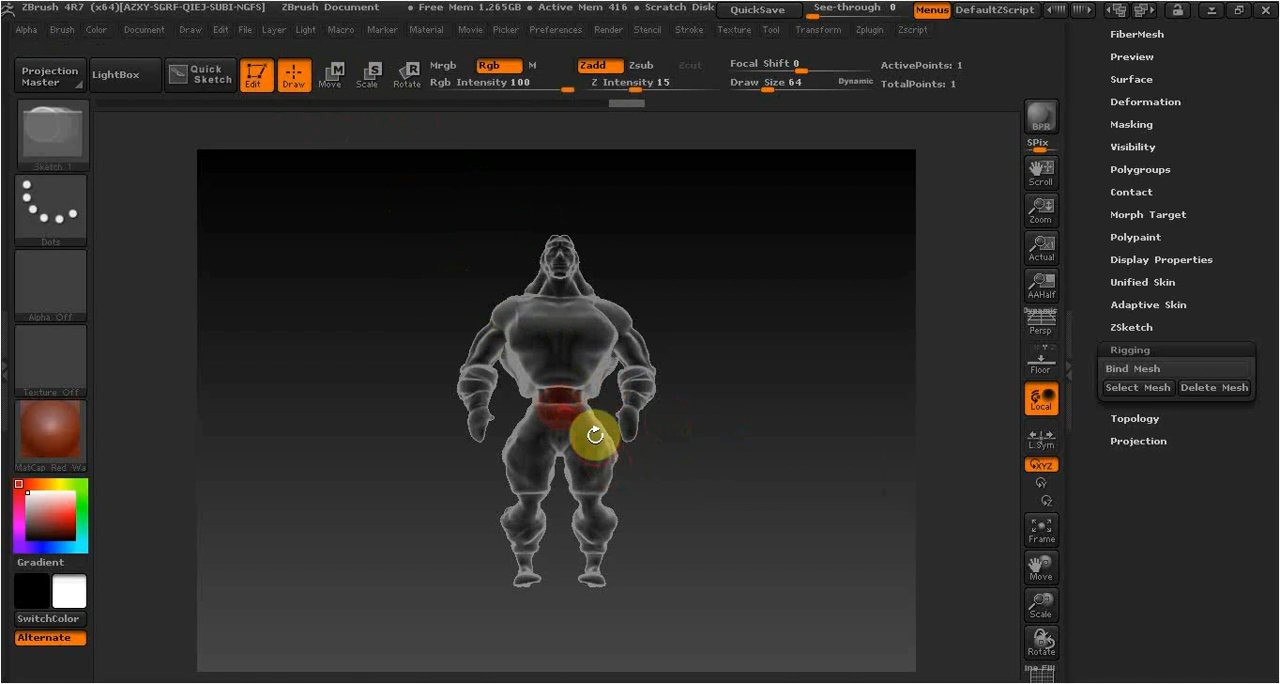 ZBrush 4R7 (x64)[AZXY-SGRF-QIEJ-SUBI-NGFS] ZBrush Document • Free Mem 1.265GB • Active Mem 416 • Scratch Disk QuickSave See-through 0 Menus DefaultZScript
Alpha Brush Color Document Draw Edit File Layer Light Macro Marker Material Movie Picker Preferences Render Stencil Stroke Texture Tool Transform Zplugin Zscript
Projection Master
LightBox
Quick Sketch
Edit
Draw
Move
Scale
Rotate
Mrgb Rgb M
Rgb Intensity 100
Zadd Zsub Zcut
Z Intensity 15
Focal Shift 0
Draw Size 64 Dynamic
ActivePoints: 1
TotalPoints: 1
Sketch 1
Dots
Alpha Off
Texture Off
MatCap Red Wa
Gradient
SwitchColor
Alternate
BPR
SPix
Scroll
Zoom
Actual
AAHalf
Dynamic
Persp
Floor
Local
L.Sym
XYZ
Y
Z
Frame
Move
Scale
Rotate
ine Fill
FiberMesh
Preview
Surface
Deformation
Masking
Visibility
Polygroups
Contact
Morph Target
Polypaint
Display Properties
Unified Skin
Adaptive Skin
ZSketch
Rigging
Bind Mesh
Select Mesh Delete Mesh
Topology
Projection